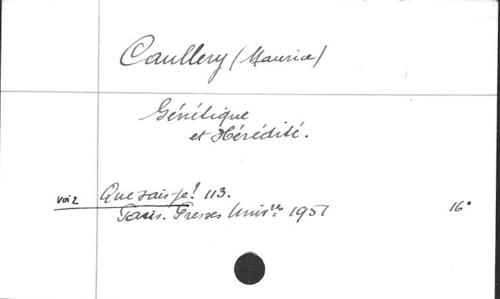 Caullery (Maurice)
Génétique
et Hérédité.
voir Que sais-je? 113.
Paris. Presses Univ.res 1951 16°